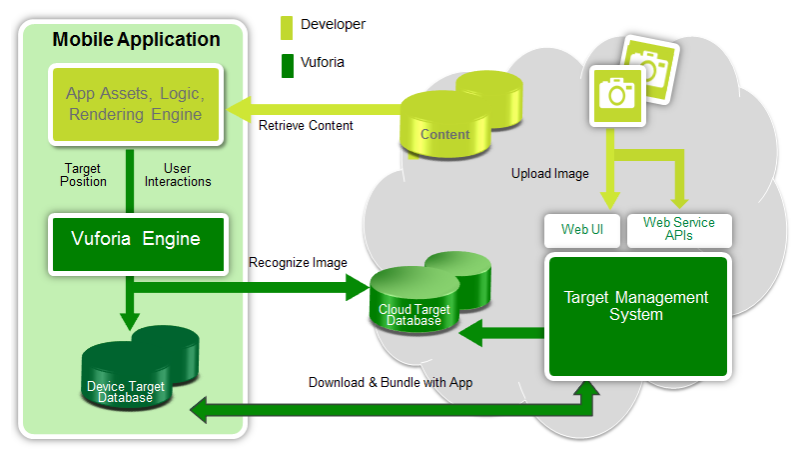 Developer
Vuforia
Mobile Application
App Assets, Logic,
Rendering Engine
Retrieve Content
Content
Target
Position
User
Interactions
Upload Image
Web UI
Web Service
APIs
Vuforia Engine
Recognize Image
Cloud Target
Database
Target Management
System
Device Target
Database
Download & Bundle with App